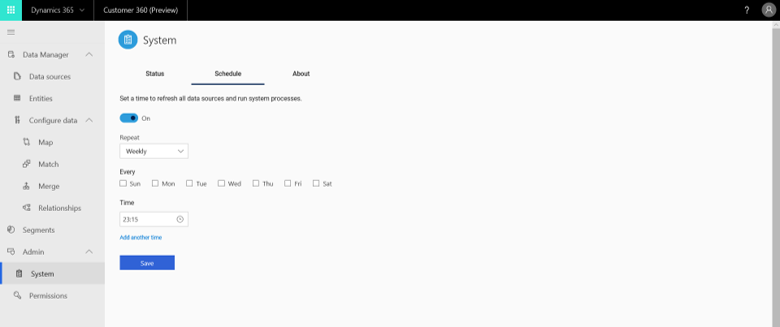 Dynamics 365 Customer 360 (Preview) ?
System
Data Manager
Status Schedule About
Data sources
Entities
Set a time to refresh all data sources and run system processes.
Configure data
On
Map
Repeat
Weekly
Match
Every
Merge
Sun Mon Tue Wed Thu Fri Sat
Relationships
Time
23:15
Segments
Add another time
Admin
Save
System
Permissions